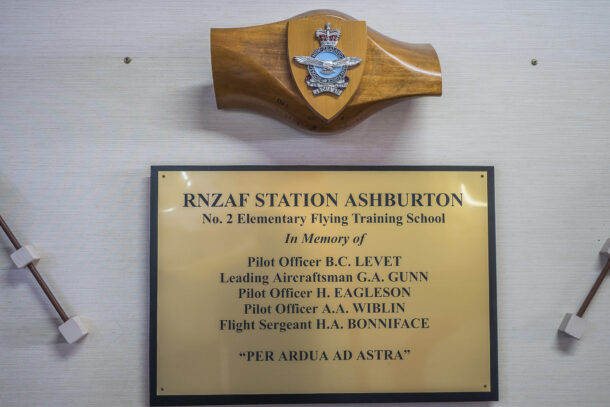 RNZAF STATION ASHBURTON
No. 2 Elementary Flying Training School
In Memory of
Pilot Officer B.C. LEVET
Leading Aircraftsman G.A. GUNN
Pilot Officer H. EAGLESON
Pilot Officer A.A. WIBLIN
Flight Sergeant H.A. BONNIFACE
“PER ARDUA AD ASTRA”